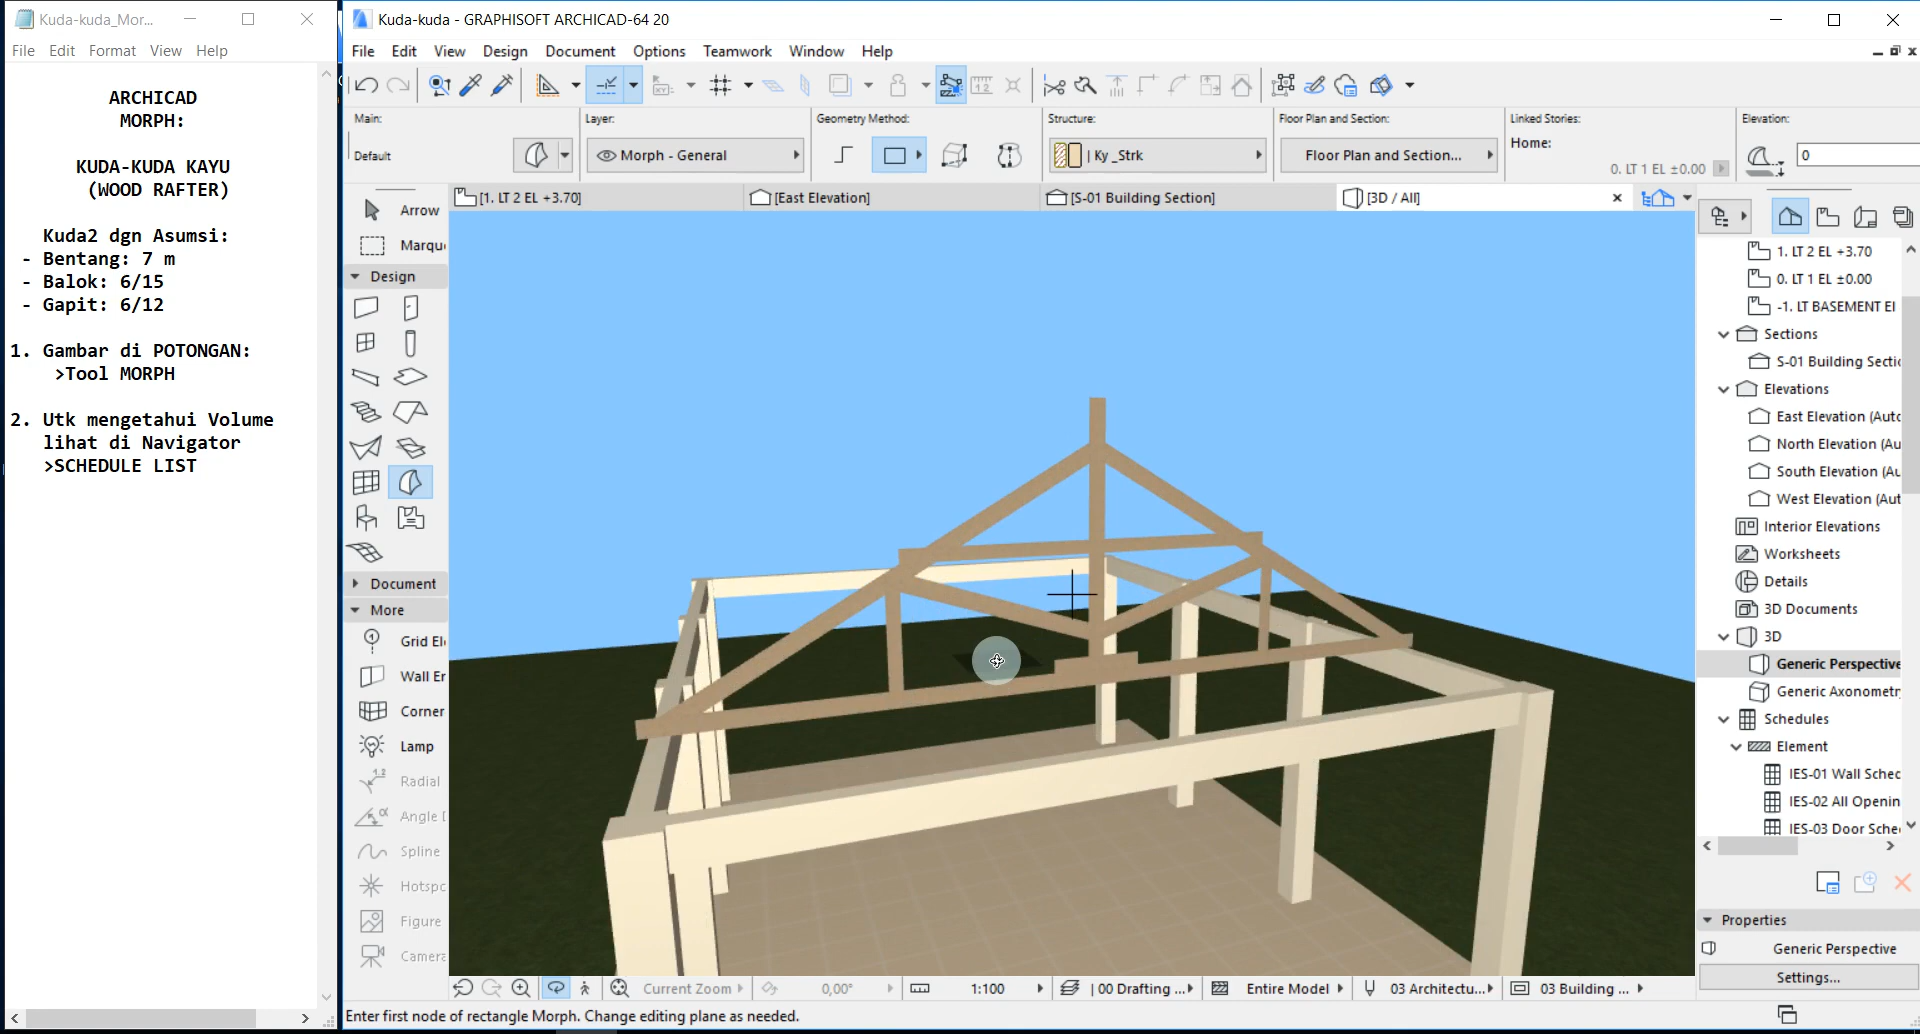 Kuda-kuda_Mor...
File Edit Format View Help
ARCHICAD
MORPH:
KUDA-KUDA KAYU
(WOOD RAFTER)
Kuda2 dgn Asumsi:
- Bentang: 7 m
- Balok: 6/15
- Gapit: 6/12
1. Gambar di POTONGAN:
>Tool MORPH
2. Utk mengetahui Volume
lihat di Navigator
>SCHEDULE LIST
Kuda-kuda - GRAPHISOFT ARCHICAD-64 20
File Edit View Design Document Options Teamwork Window Help
Main:
Default
Layer:
Morph - General
Geometry Method:
Structure:
| Ky _Strk
Floor Plan and Section:
Floor Plan and Section...
Linked Stories:
Home:
0. LT 1 EL ±0.00
Elevation:
0
[1. LT 2 EL +3.70]
[East Elevation]
[S-01 Building Section]
[3D / All]
Arrow
Marqu
Design
Document
More
Grid El
Wall Er
Corner
Lamp
Radial
Angle
Spline
Hotspo
Figure
Camera
1. LT 2 EL +3.70
0. LT 1 EL ±0.00
-1. LT BASEMENT El
Sections
S-01 Building Sectio
Elevations
East Elevation (Auto
North Elevation (Au
South Elevation (Au
West Elevation (Aut
Interior Elevations
Worksheets
Details
3D Documents
3D
Generic Perspective
Generic Axonometr
Schedules
Element
IES-01 Wall Sched
IES-02 All Openin
IES-03 Door Sche
Properties
Generic Perspective
Settings...
Current Zoom
0,00°
1:100
| 00 Drafting ...
Entire Model
03 Architectu...
03 Building ...
Enter first node of rectangle Morph. Change editing plane as needed.